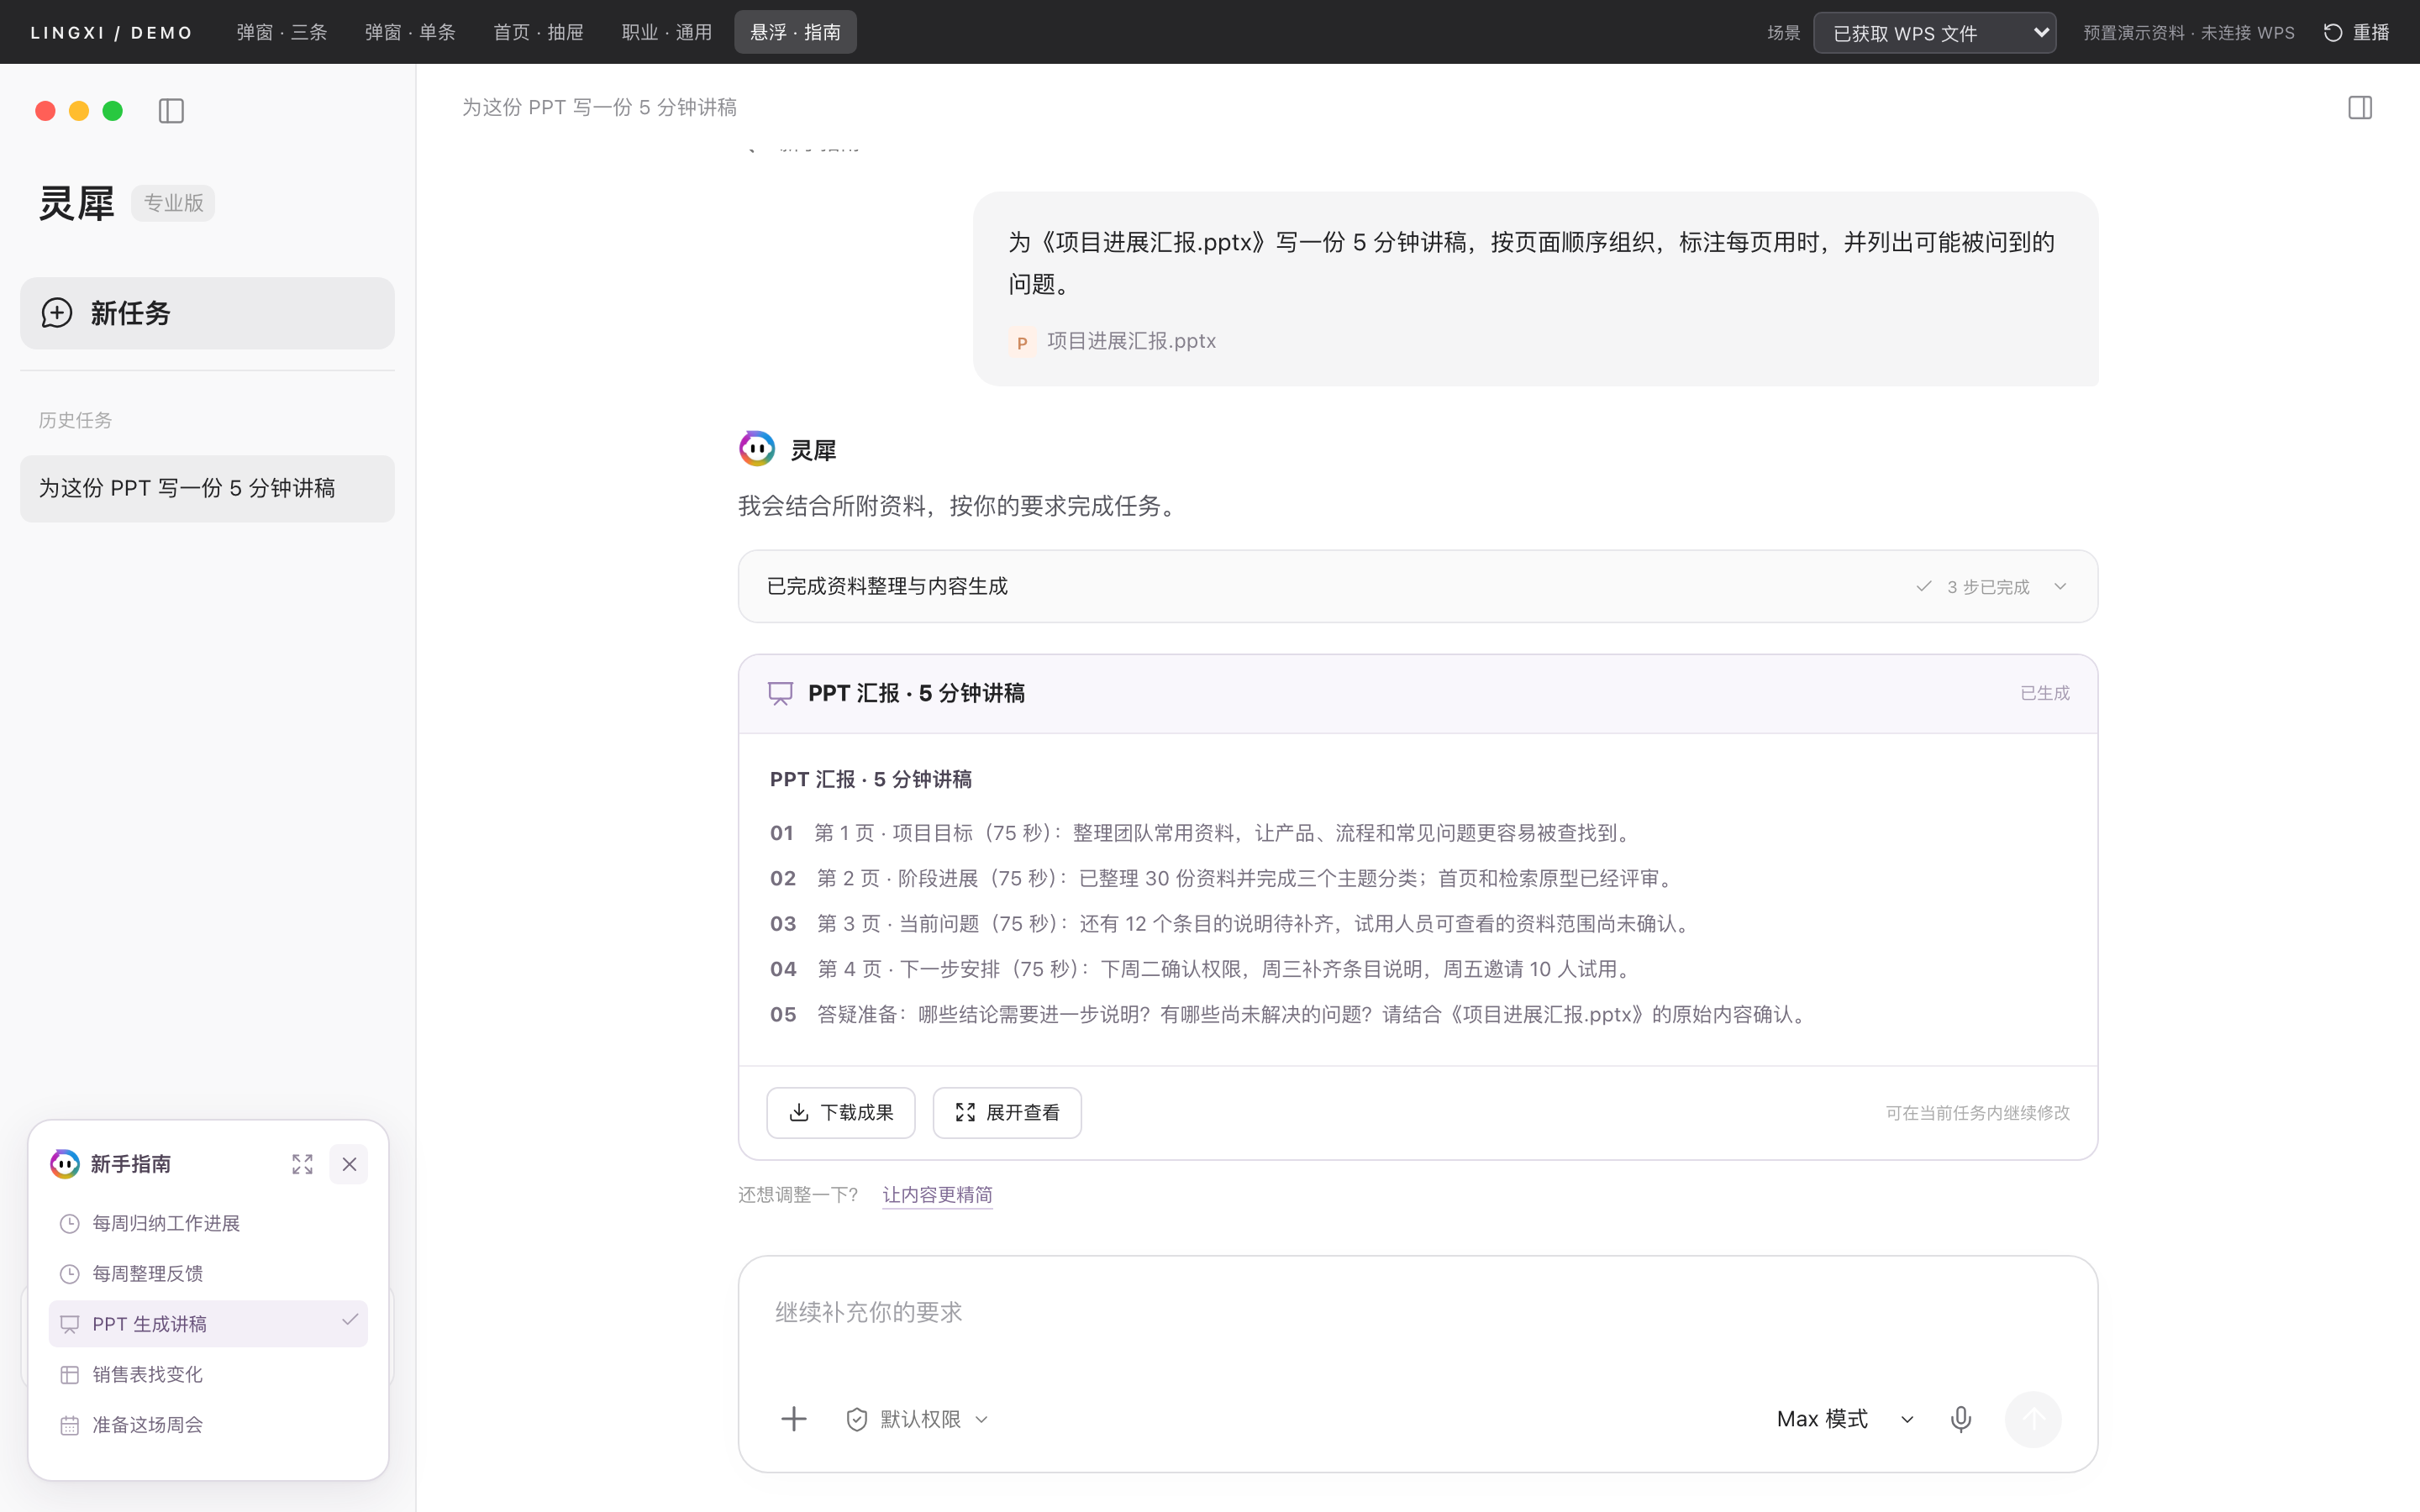 LINGXI / DEMO
弹窗 · 三条
弹窗 · 单条
首页 · 抽屉
职业 · 通用
悬浮 · 指南
场景
已获取 WPS 文件
预置演示资料 · 未连接 WPS
重播
灵犀
专业版
新任务
历史任务
为这份 PPT 写一份 5 分钟讲稿
新手指南
每周归纳工作进展
每周整理反馈
PPT 生成讲稿
销售表找变化
准备这场周会
为这份 PPT 写一份 5 分钟讲稿
为《项目进展汇报.pptx》写一份 5 分钟讲稿，按页面顺序组织，标注每页用时，并列出可能被问到的
问题。
P 项目进展汇报.pptx
灵犀
我会结合所附资料，按你的要求完成任务。
已完成资料整理与内容生成
3 步已完成
PPT 汇报 · 5 分钟讲稿
已生成
PPT 汇报 · 5 分钟讲稿
01 第 1 页 · 项目目标（75 秒）：整理团队常用资料，让产品、流程和常见问题更容易被查找到。
02 第 2 页 · 阶段进展（75 秒）：已整理 30 份资料并完成三个主题分类；首页和检索原型已经评审。
03 第 3 页 · 当前问题（75 秒）：还有 12 个条目的说明待补齐，试用人员可查看的资料范围尚未确认。
04 第 4 页 · 下一步安排（75 秒）：下周二确认权限，周三补齐条目说明，周五邀请 10 人试用。
05 答疑准备：哪些结论需要进一步说明？有哪些尚未解决的问题？请结合《项目进展汇报.pptx》的原始内容确认。
下载成果
展开查看
可在当前任务内继续修改
还想调整一下？
让内容更精简
继续补充你的要求
默认权限
Max 模式